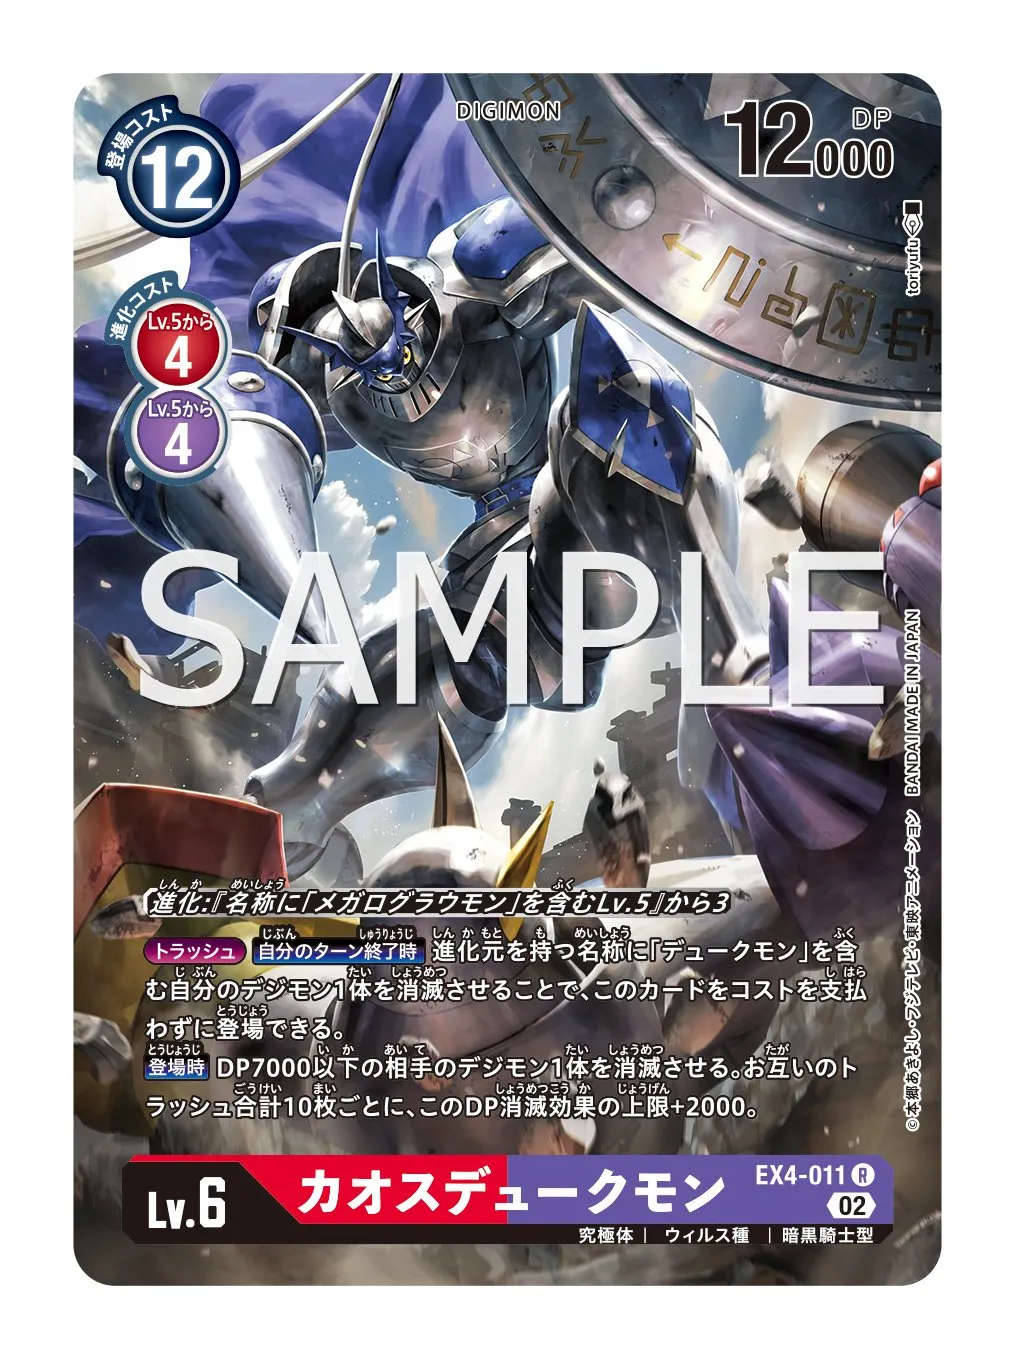 DIGIMON
登場コスト
12
12000
DP
toriyufu
進化コスト
Lv.5から
4
Lv.5から
4
SAMPLE
進化:『名称に「メガログラウモン」を含むLv.5』から3
トラッシュ 自分のターン終了時 進化元を持つ名称に「デュークモン」を含
む自分のデジモン1体を消滅させることで、このカードをコストを支払
わずに登場できる。
登場時 DP7000以下の相手のデジモン1体を消滅させる。お互いのト
ラッシュ合計10枚ごとに、このDP消滅効果の上限+2000。
©本郷あきよし・フジテレビ・東映アニメーション BANDAI MADE IN JAPAN
Lv.6
カオスデュークモン
EX4-011 R
02
究極体 | ウィルス種 | 暗黒騎士型